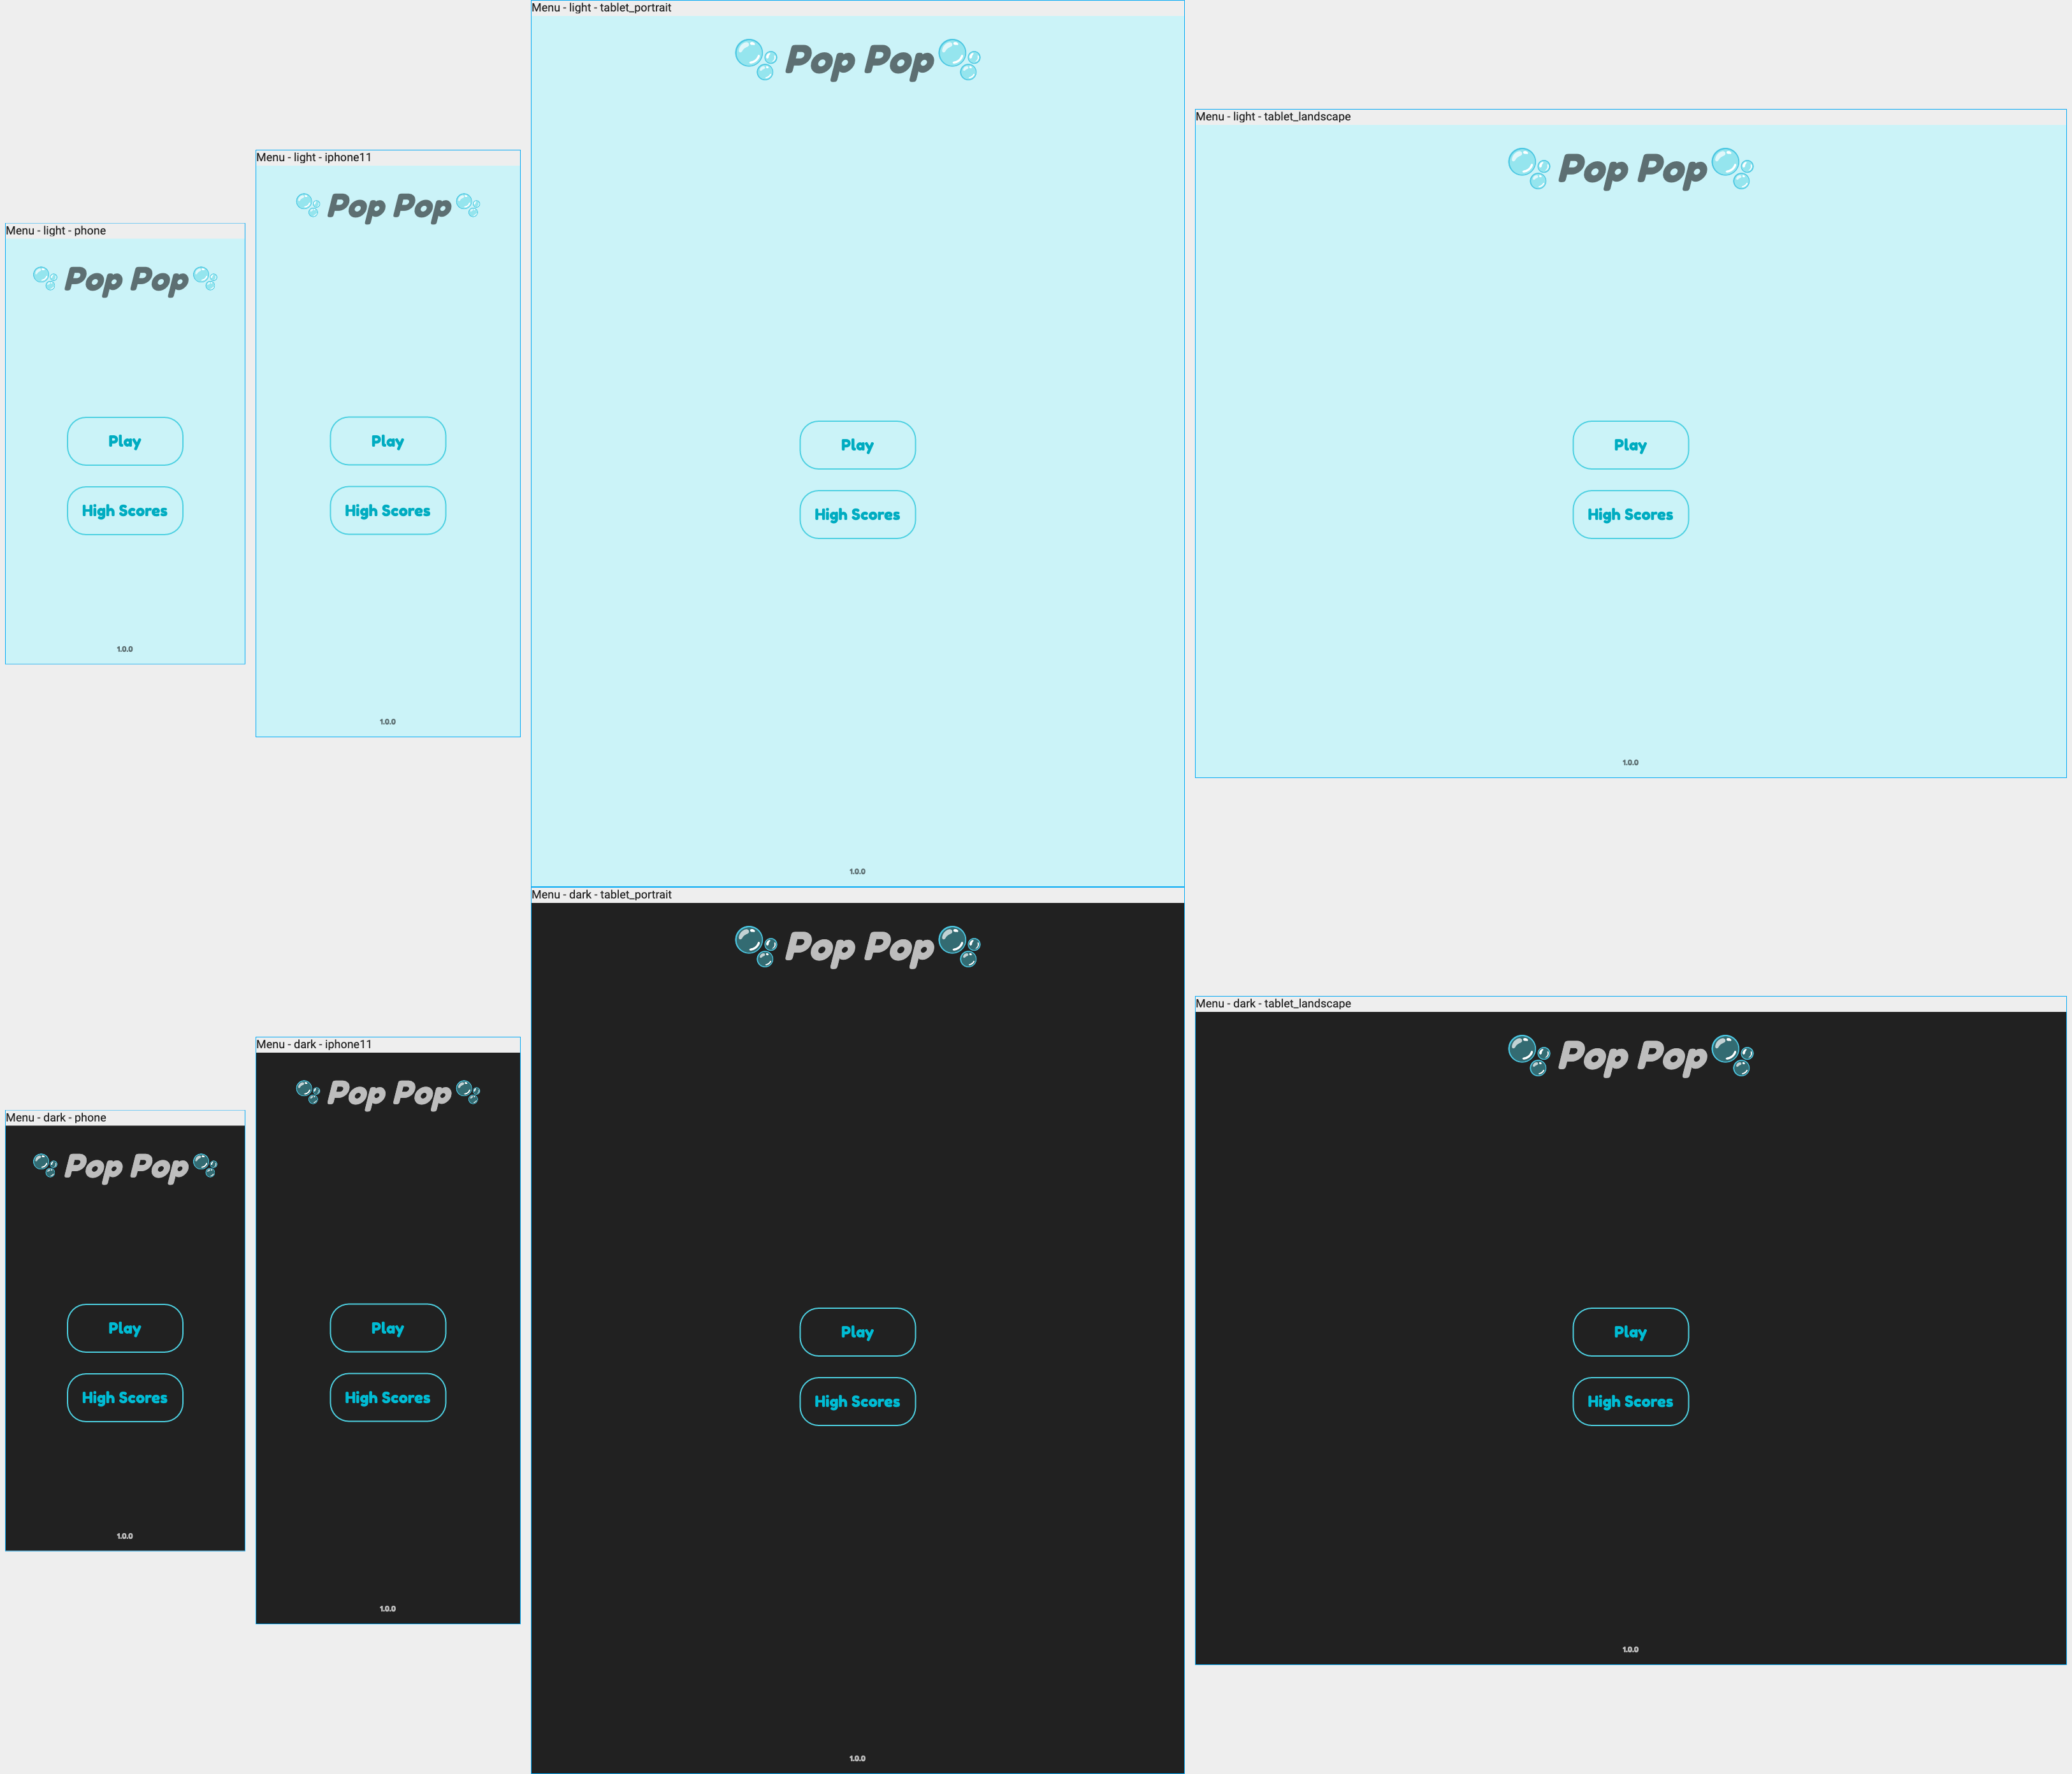 Menu - light - phone
Pop Pop
Play
High Scores
1.0.0
Menu - light - iphone11
Pop Pop
Play
High Scores
1.0.0
Menu - light - tablet_portrait
Pop Pop
Play
High Scores
1.0.0
Menu - light - tablet_landscape
Pop Pop
Play
High Scores
1.0.0
Menu - dark - phone
Pop Pop
Play
High Scores
1.0.0
Menu - dark - iphone11
Pop Pop
Play
High Scores
1.0.0
Menu - dark - tablet_portrait
Pop Pop
Play
High Scores
1.0.0
Menu - dark - tablet_landscape
Pop Pop
Play
High Scores
1.0.0